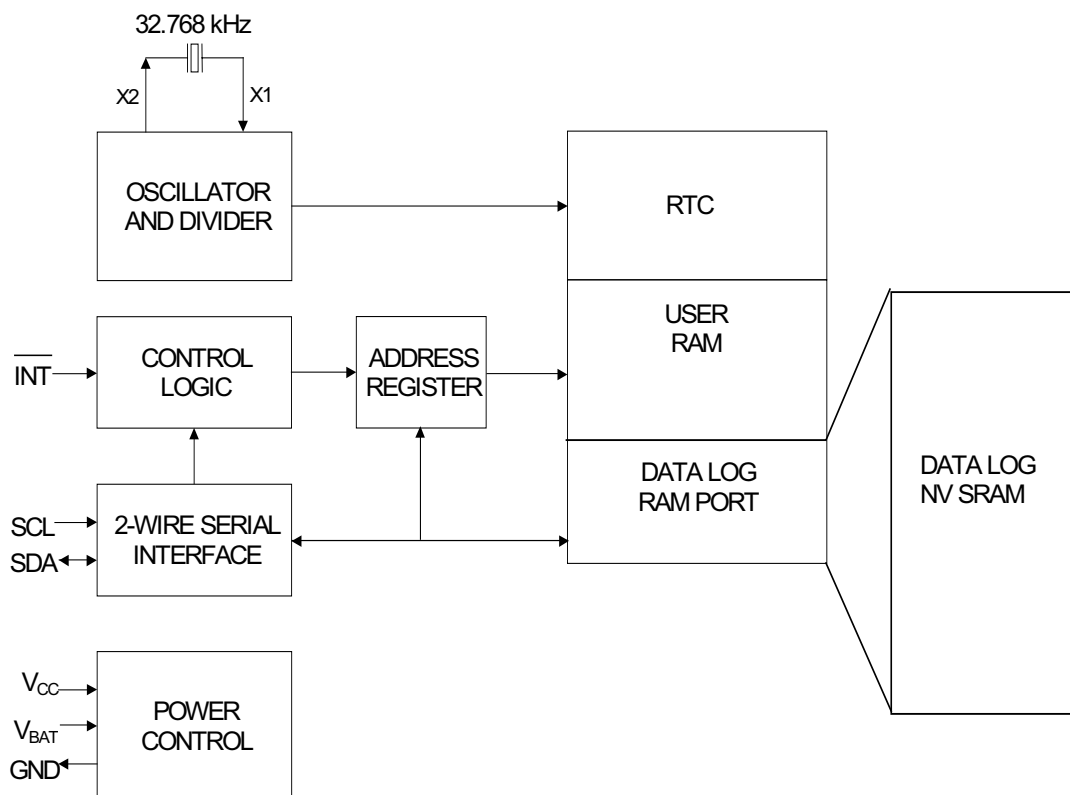 32.768 kHz
X2
X1
OSCILLATOR
AND DIVIDER
RTC
USER
RAM
INT
CONTROL
LOGIC
ADDRESS
REGISTER
DATA LOG
RAM PORT
DATA LOG
NV SRAM
SCL
SDA
2-WIRE SERIAL
INTERFACE
VCC
VBAT
GND
POWER
CONTROL